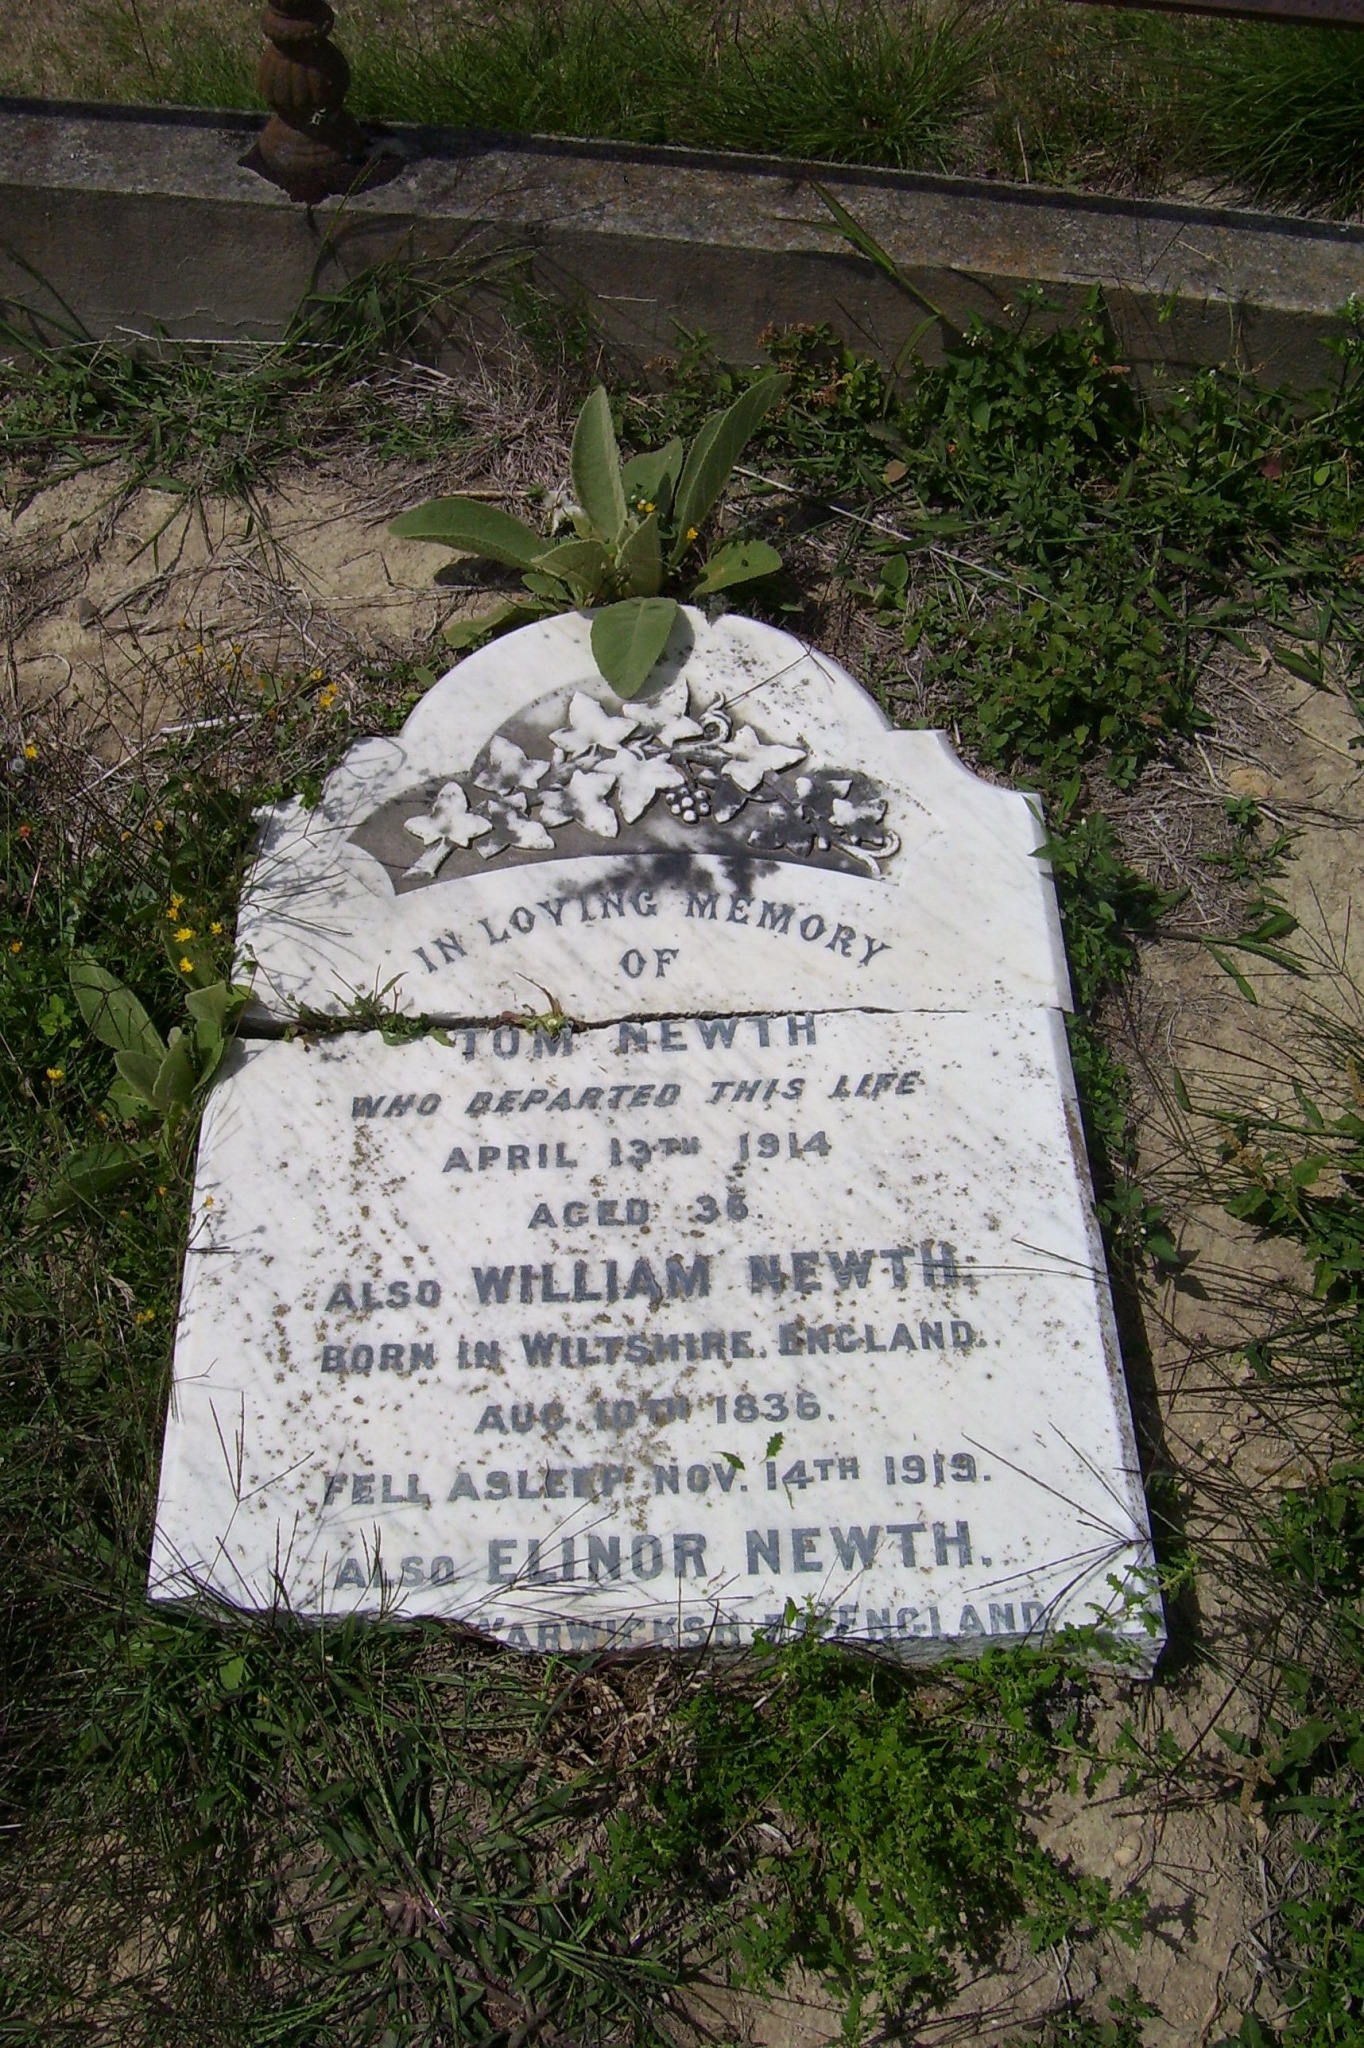 IN LOVING MEMORY
OF
TOM NEWTH
WHO DEPARTED THIS LIFE
APRIL 13TH 1914
AGED 36.
ALSO WILLIAM NEWTH.
BORN IN WILTSHIRE. ENGLAND.
AUG. 10TH 1836.
FELL ASLEEP NOV. 14TH 1919.
ALSO ELINOR NEWTH.
WARWICKSHIRE ENGLAND.